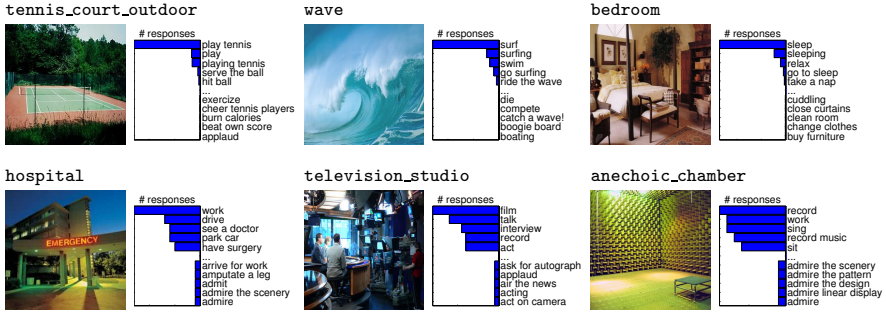 tennis_court_outdoor
# responses
play tennis
play
playing tennis
serve the ball
hit ball
...
exercize
cheer tennis players
burn calories
beat own score
applaud
wave
# responses
surf
surfing
swim
go surfing
ride the wave
...
die
compete
catch a wave!
boogie board
boating
bedroom
# responses
sleep
sleeping
relax
go to sleep
take a nap
...
cuddling
close curtains
clean room
change clothes
buy furniture
hospital
EMERGENCY
# responses
work
drive
see a doctor
park car
have surgery
...
arrive for work
amputate a leg
admit
admire the scenery
admire
television_studio
# responses
film
talk
interview
record
act
...
ask for autograph
applaud
air the news
acting
act on camera
anechoic_chamber
# responses
record
work
sing
record music
sit
...
admire the scenery
admire the pattern
admire the design
admire linear display
admire